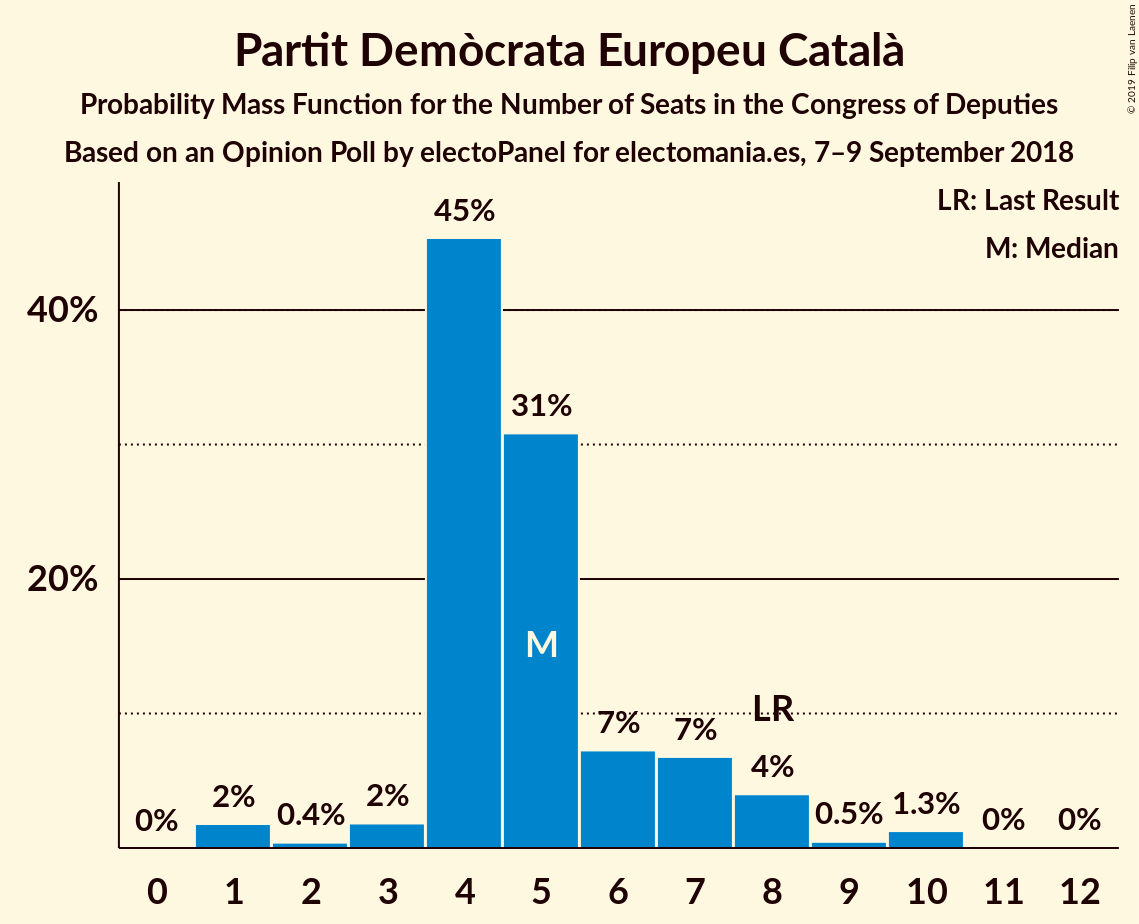 Partit Demòcrata Europeu Català
Probability Mass Function for the Number of Seats in the Congress of Deputies
Based on an Opinion Poll by electoPanel for electomania.es, 7–9 September 2018
© 2019 Filip van Laenen
LR: Last Result
M: Median
45%
40%
31%
20%
M
LR
7%
7%
4%
0%
2%
0.4%
2%
0.5%
1.3%
0%
0%
0 1 2 3 4 5 6 7 8 9 10 11 12